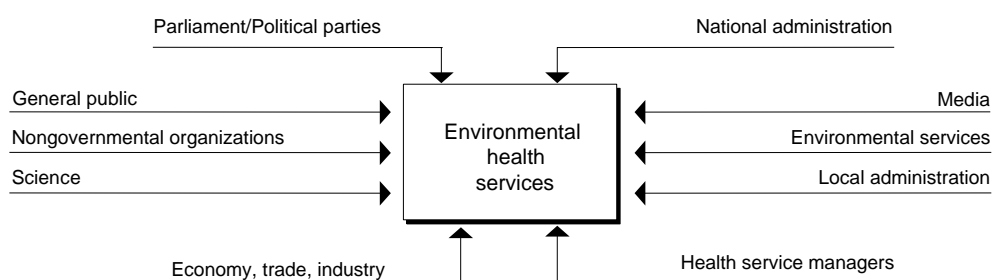 Parliament/Political parties
National administration
General public
Media
Nongovernmental organizations
Environmental
health
services
Environmental services
Science
Local administration
Economy, trade, industry
Health service managers